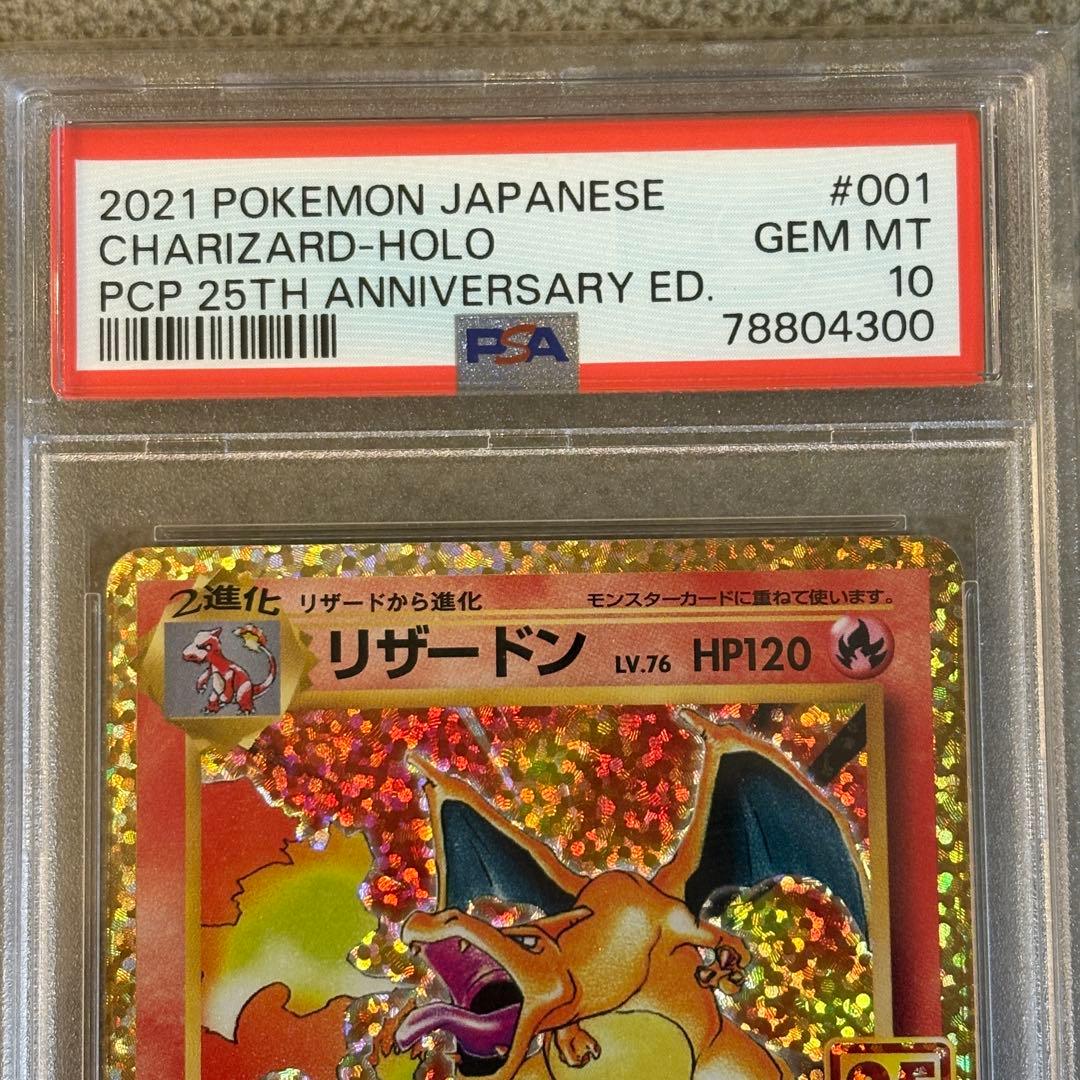 2021 POKEMON JAPANESE #001
CHARIZARD-HOLO GEM MT
PCP 25TH ANNIVERSARY ED. 10
PSA 78804300
2進化 リザードから進化 モンスターカードに重ねて使います。
リザードン LV.76 HP120